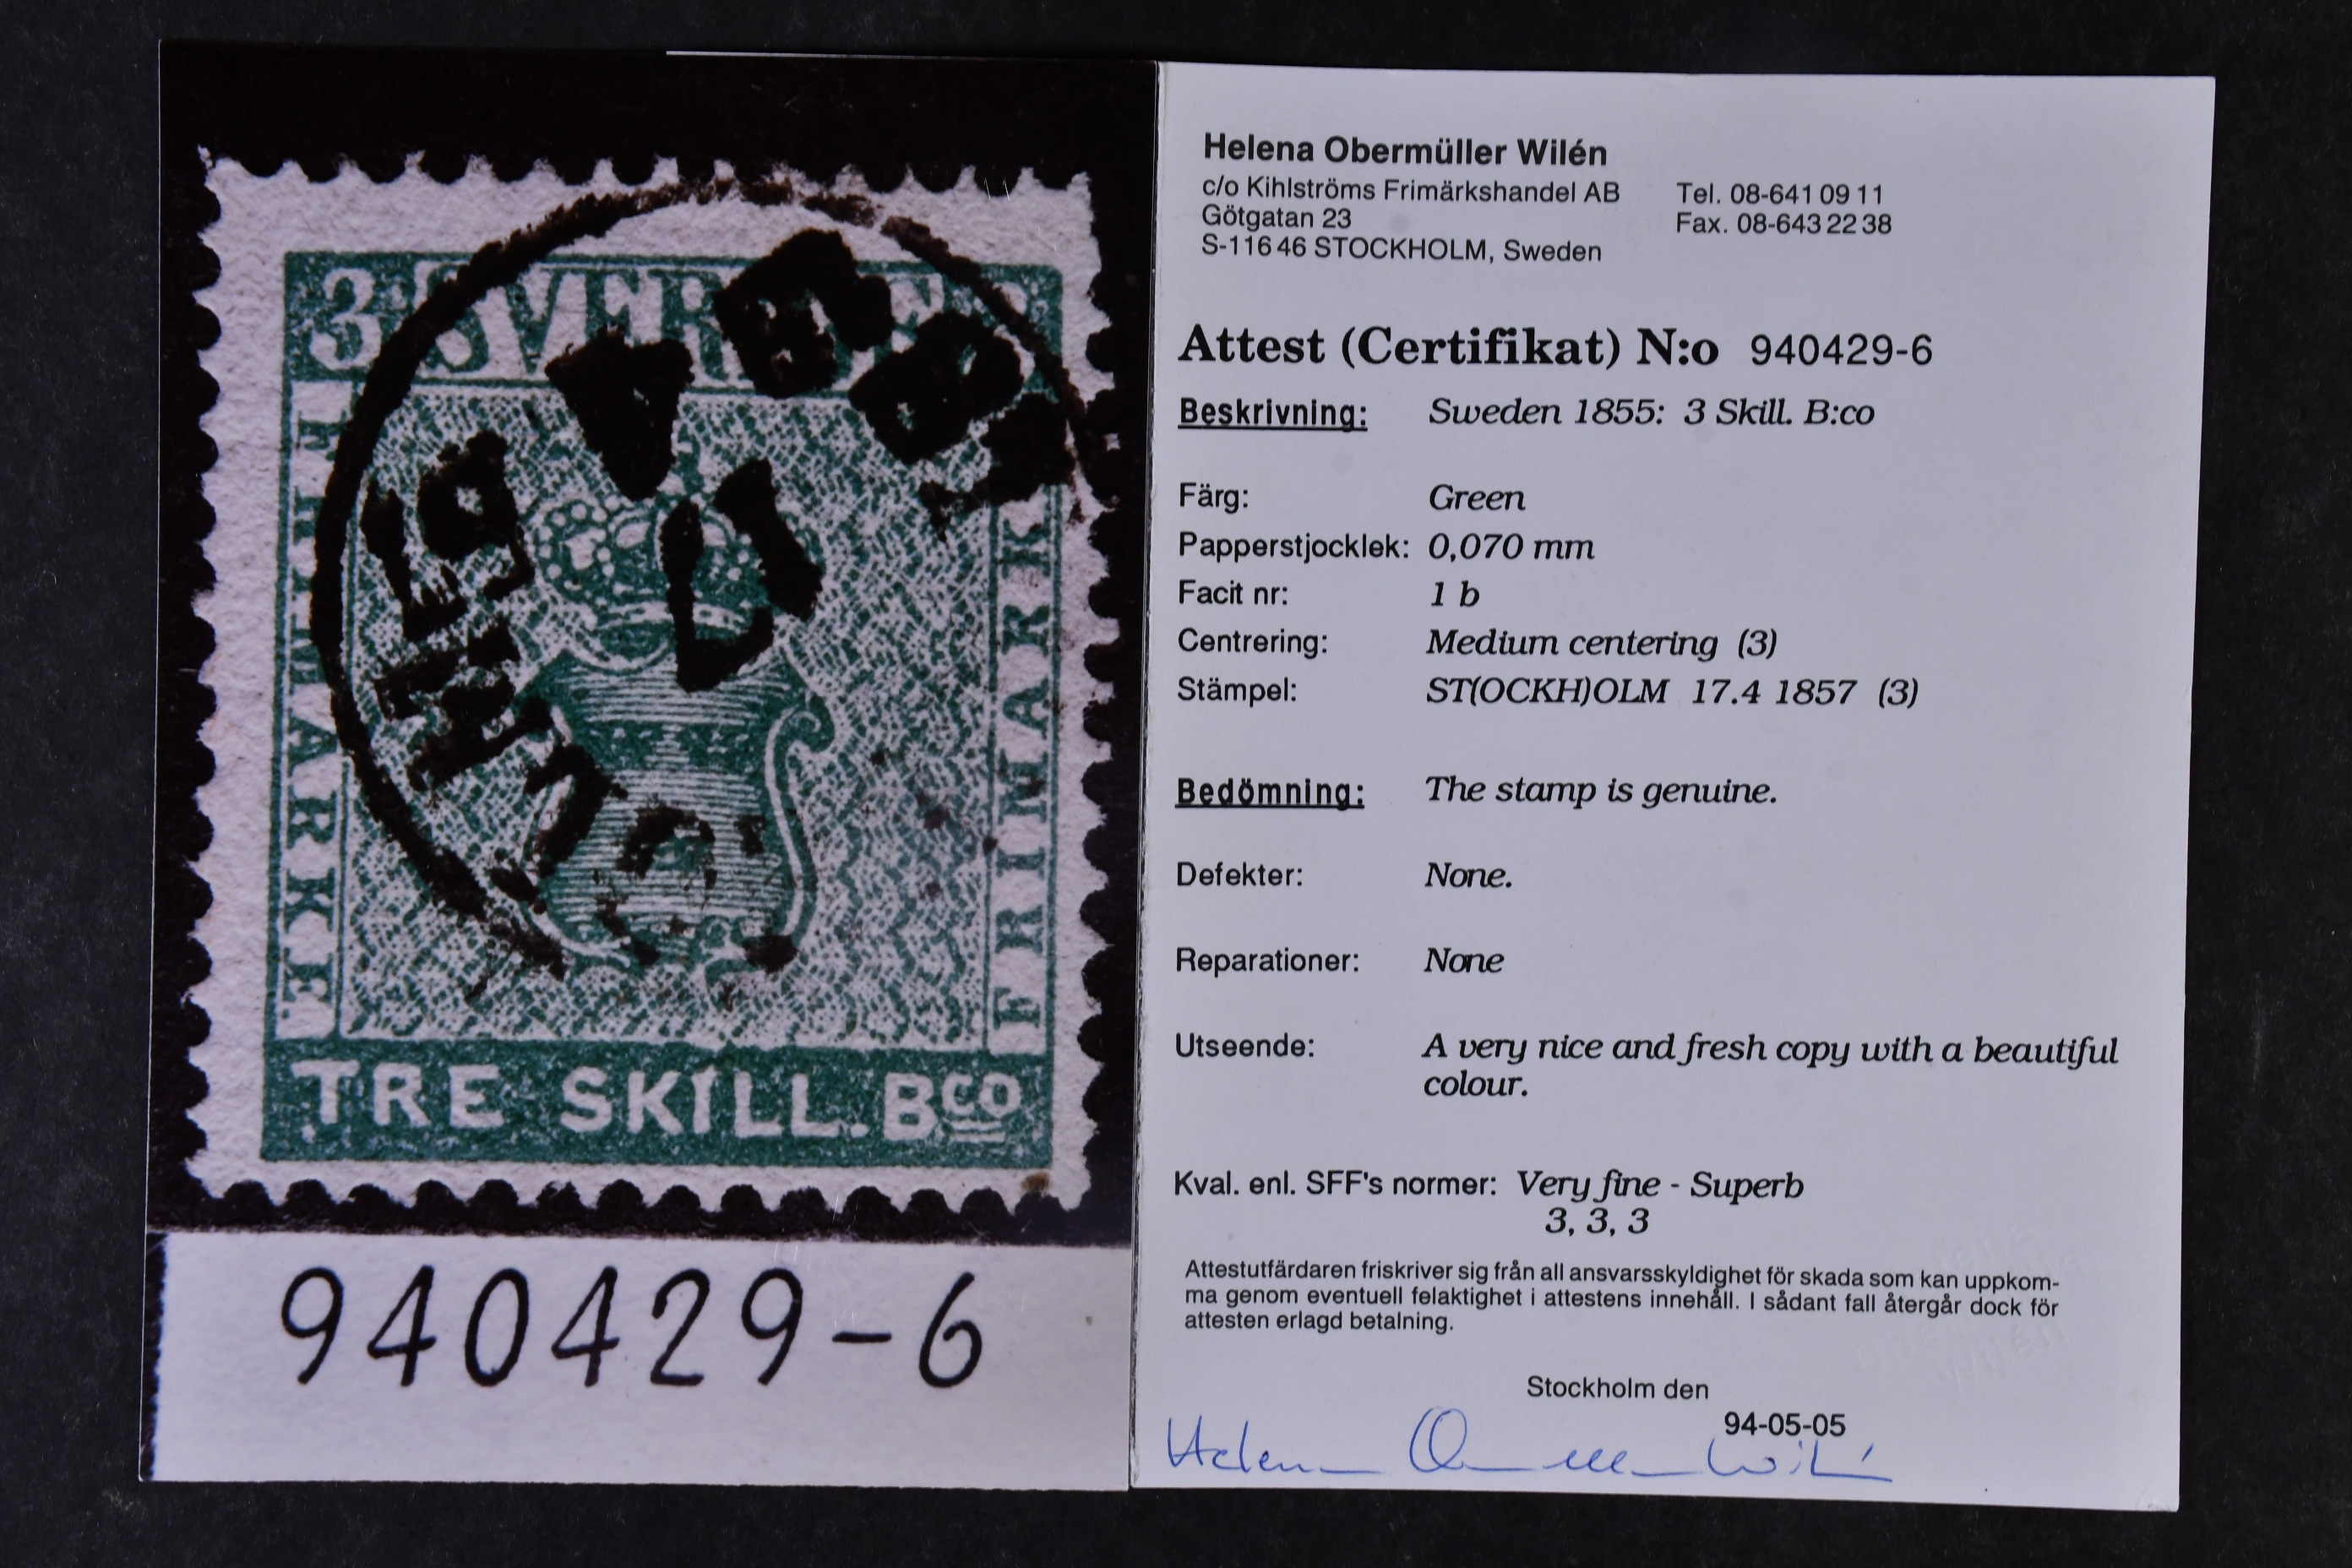 3 SVERIGE
FRIMÄRKE
FRIMÄRKE
TRE SKILL. Bco
17
4
1857
940429-6
Helena Obermüller Wilén
c/o Kihlströms Frimärkshandel AB Tel. 08-641 09 11
Götgatan 23 Fax. 08-643 22 38
S-116 46 STOCKHOLM, Sweden
Attest (Certifikat) N:o 940429-6
Beskrivning: Sweden 1855: 3 Skill. B:co
Färg: Green
Papperstjocklek: 0,070 mm
Facit nr: 1 b
Centrering: Medium centering (3)
Stämpel: ST(OCKH)OLM 17.4 1857 (3)
Bedömning: The stamp is genuine.
Defekter: None.
Reparationer: None
Utseende: A very nice and fresh copy with a beautiful
colour.
Kval. enl. SFF's normer: Very fine - Superb
3, 3, 3
Attestutfärdaren friskriver sig från all ansvarsskyldighet för skada som kan uppkom-
ma genom eventuell felaktighet i attestens innehåll. I sådant fall återgår dock för
attesten erlagd betalning.
Stockholm den
94-05-05
Helena Obermüller Wilén